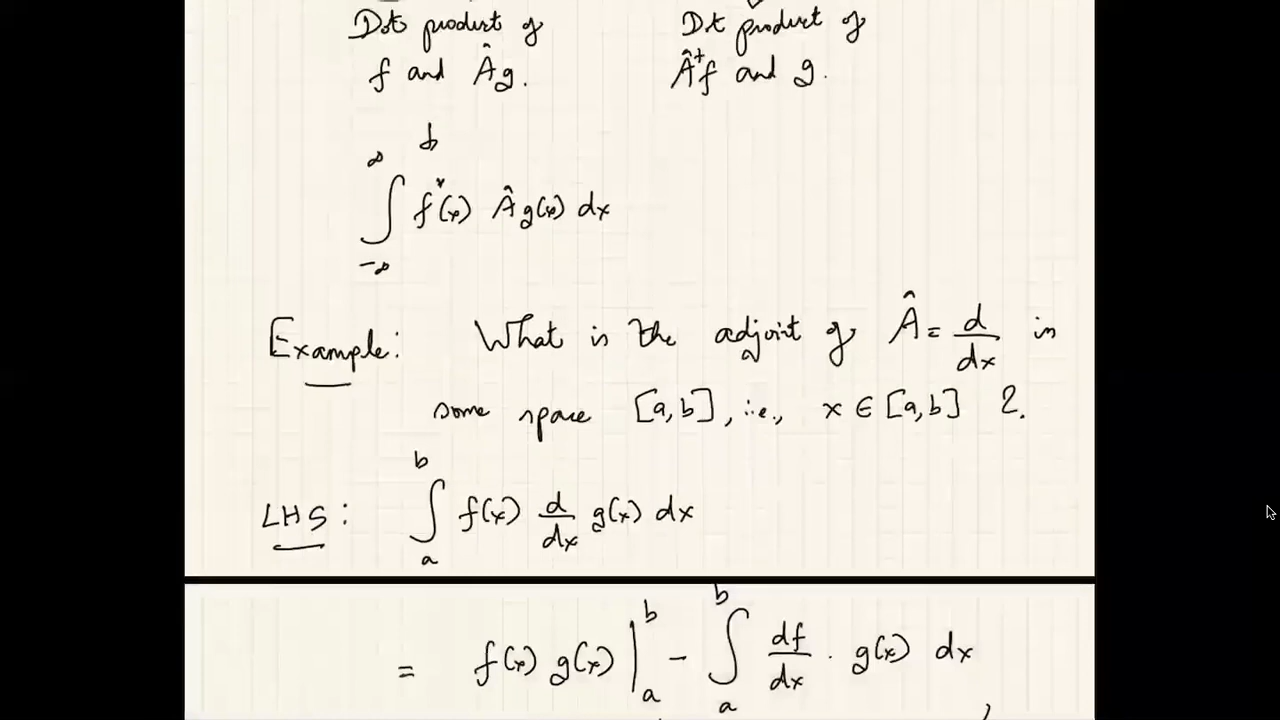 Dot product of
f and Âg.
Dot product of
Â†f and g.
∫_{-∞}^{∞} f*(x) Âg(x) dx
b
Example: What is the adjoint of Â = d/dx in
some space [a,b], i.e., x ∈ [a,b] ?
LHS: ∫_a^b f(x) d/dx g(x) dx
= f(x) g(x) |_a^b - ∫_a^b df/dx · g(x) dx